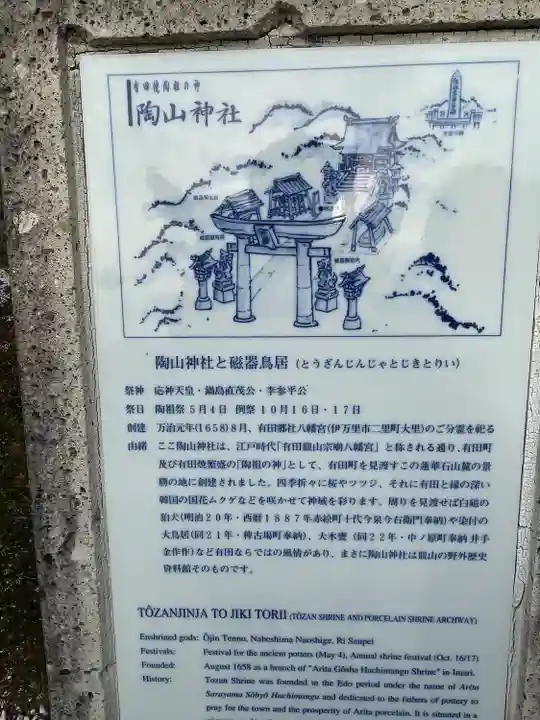 有田焼陶祖の神
陶山神社
陶山神社と磁器鳥居 (とうざんじんじゃとじきとりい)
祭神 応神天皇・鍋島直茂公・李参平公
祭日 陶祖祭 5月4日 例祭 10月16日・17日
創建 万治元年(1658)8月、有田郷社八幡宮(伊万里市二里町大里)のご分霊を祀る
由緒 ここ陶山神社は、江戸時代「有田皿山宗廟八幡宮」と称される通り、有田町
及び有田焼繁盛の「陶祖の神」として、有田町を見渡すこの蓮華石山麓の景
勝の地に創建されました。四季折々に桜やツツジ、それに有田と縁の深い
韓国の国花ムクゲなどを咲かせて神域を彩ります。周りを見渡せば白磁の
狛犬(明治20年・西暦1887年赤絵町十代今泉今右衛門奉納)や染付の
大鳥居(同21年・稗古場町奉納)、大水甕(同22年・中ノ原町奉納 井手
金作作)など有田ならではの風情があり、まさに陶山神社は皿山の野外歴史
資料館そのものです。
TÔZANJINJA TO JIKI TORII (TÔZAN SHRINE AND PORCELAIN SHRINE ARCHWAY)
Enshrined gods: Ôjin Tenno, Nabeshima Naoshige, Ri Sanpei
Festivals: Festival for the ancient potters (May 4), Annual shrine festival (Oct. 16/17)
Founded: August 1658 as a branch of "Arita Gôsha Hachimangu Shrine" in Imari.
History: Tozan Shrine was founded in the Edo period under the name of Arita
Sarayama Sôbyô Hachimangu and dedicated to the fathers of pottery to
pray for the town and the prosperity of Arita porcelain. It is situated in a